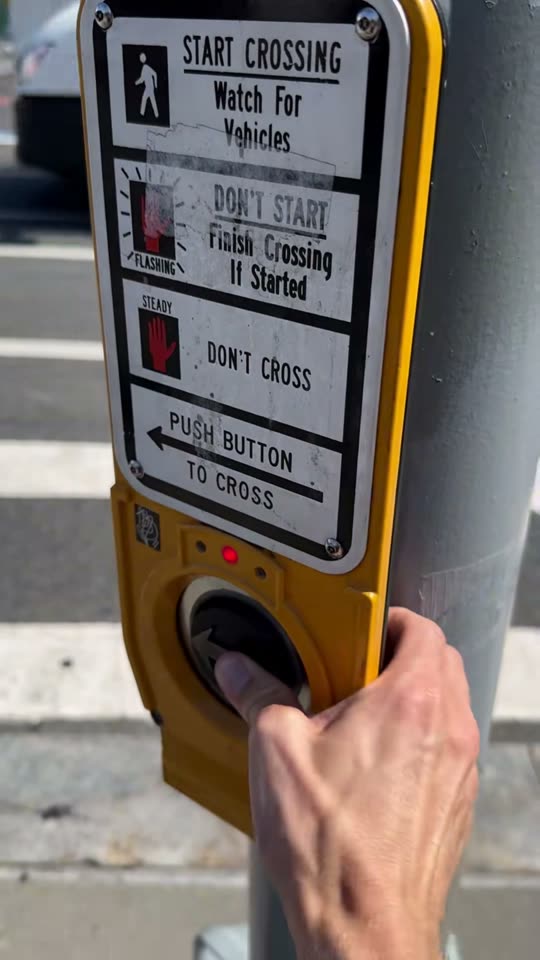 START CROSSING
Watch For
Vehicles
DON'T START
Finish Crossing
If Started
FLASHING
STEADY
DON'T CROSS
PUSH BUTTON
TO CROSS